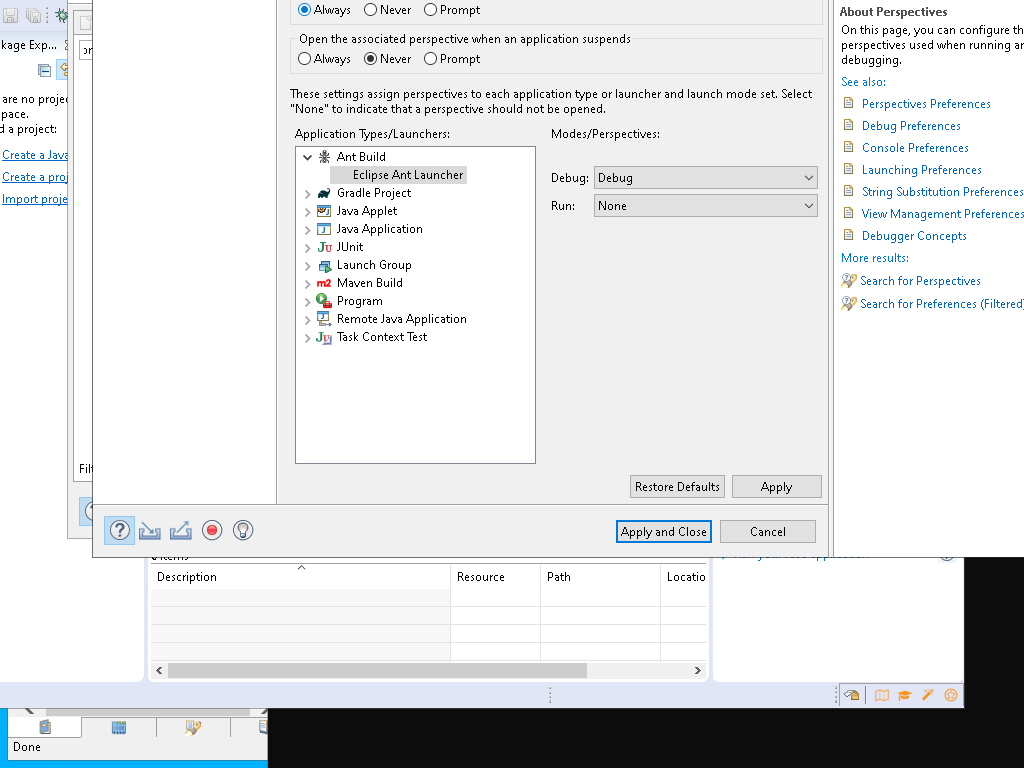 Always Never Prompt
Open the associated perspective when an application suspends
Always Never Prompt
These settings assign perspectives to each application type or launcher and launch mode set. Select
"None" to indicate that a perspective should not be opened.
Application Types/Launchers:
Modes/Perspectives:
Ant Build
Eclipse Ant Launcher
Gradle Project
Java Applet
Java Application
JUnit
Launch Group
Maven Build
Program
Remote Java Application
Task Context Test
Debug: Debug
Run: None
Restore Defaults Apply
Apply and Close Cancel
About Perspectives
On this page, you can configure th
perspectives used when running an
debugging.
See also:
Perspectives Preferences
Debug Preferences
Console Preferences
Launching Preferences
String Substitution Preferences
View Management Preferences
Debugger Concepts
More results:
Search for Perspectives
Search for Preferences (Filtered)
kage Exp...
are no projec
pace.
d a project:
Create a Java
Create a proj
Import proje
Filt
Description Resource Path Locatio
Done